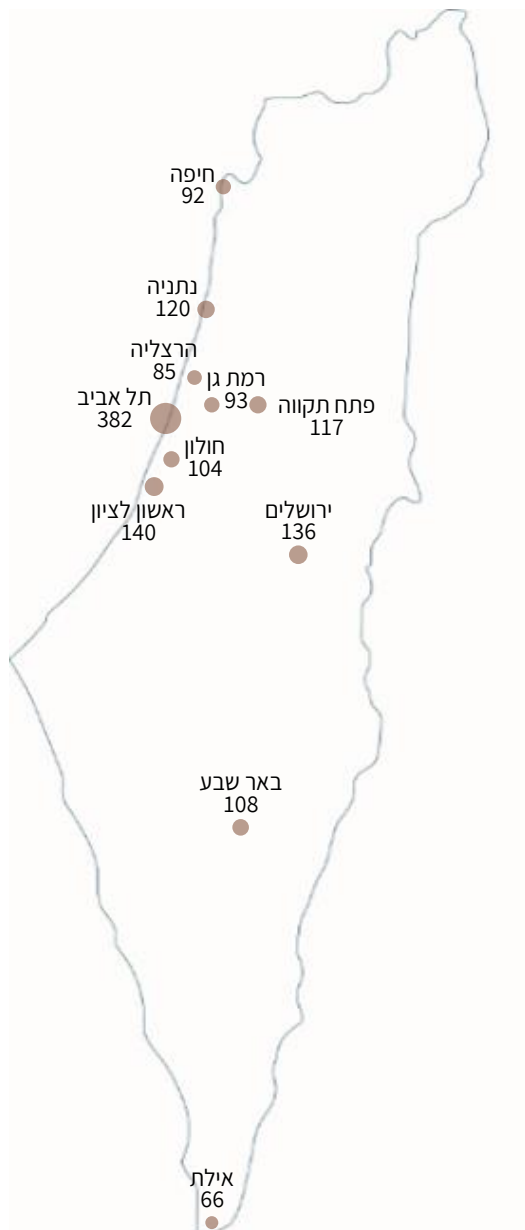 חיפה
92
נתניה
120
הרצליה
85
רמת גן
93
תל אביב
382
פתח תקווה
117
חולון
104
ראשון לציון
140
ירושלים
136
באר שבע
108
אילת
66